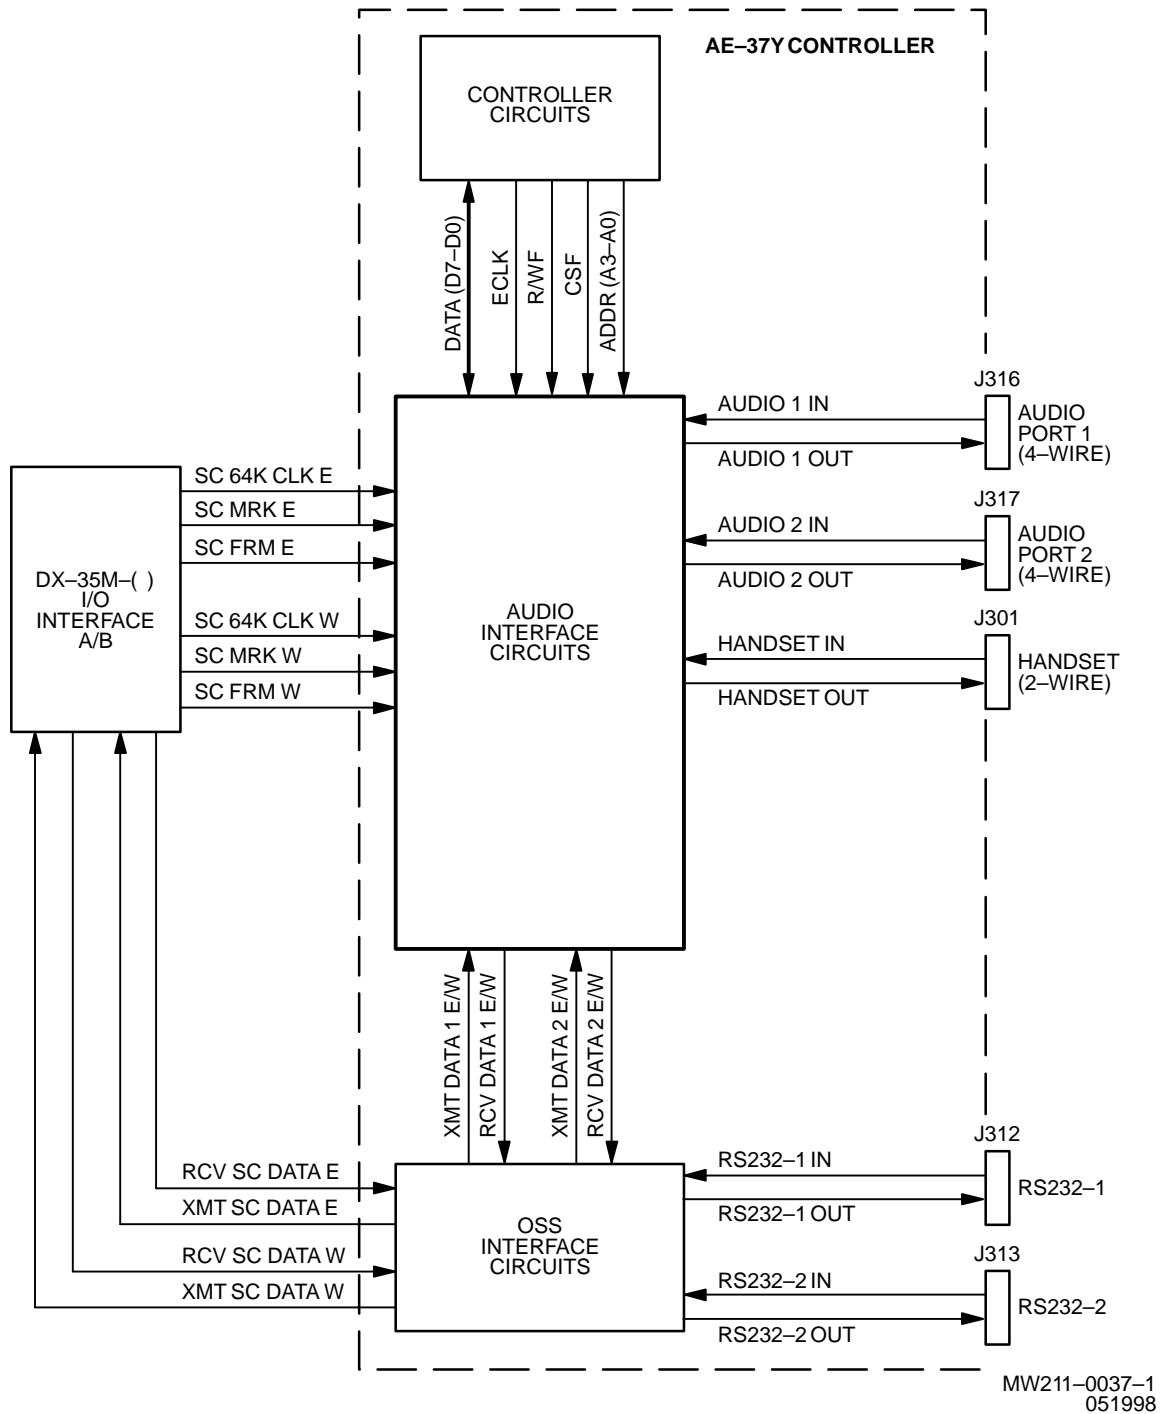 AE–37Y CONTROLLER
CONTROLLER
CIRCUITS
DATA (D7–D0)
ECLK
R/WF
CSF
ADDR (A3–A0)
J316
AUDIO 1 IN
AUDIO 1 OUT
AUDIO
PORT 1
(4–WIRE)
J317
AUDIO 2 IN
AUDIO 2 OUT
AUDIO
PORT 2
(4–WIRE)
J301
HANDSET IN
HANDSET OUT
HANDSET
(2–WIRE)
SC 64K CLK E
SC MRK E
SC FRM E
SC 64K CLK W
SC MRK W
SC FRM W
DX–35M–( )
I/O
INTERFACE
A/B
AUDIO
INTERFACE
CIRCUITS
XMT DATA 1 E/W
RCV DATA 1 E/W
XMT DATA 2 E/W
RCV DATA 2 E/W
RCV SC DATA E
XMT SC DATA E
RCV SC DATA W
XMT SC DATA W
OSS
INTERFACE
CIRCUITS
J312
RS232–1 IN
RS232–1 OUT
RS232–1
J313
RS232–2 IN
RS232–2 OUT
RS232–2
MW211–0037–1
051998